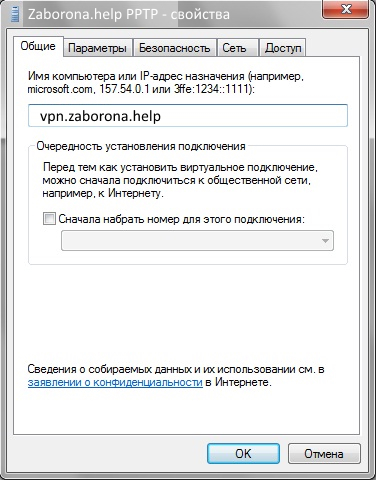 Zaborona.help PPTP - свойства
Общие Параметры Безопасность Сеть Доступ
Имя компьютера или IP-адрес назначения (например,
microsoft.com, 157.54.0.1 или 3ffe:1234::1111):
vpn.zaborona.help
Очередность установления подключения
Перед тем как установить виртуальное подключение,
можно сначала подключиться к общественной сети,
например, к Интернету.
Сначала набрать номер для этого подключения:
Сведения о собираемых данных и их использовании см. в
заявлении о конфиденциальности в Интернете.
OK Отмена